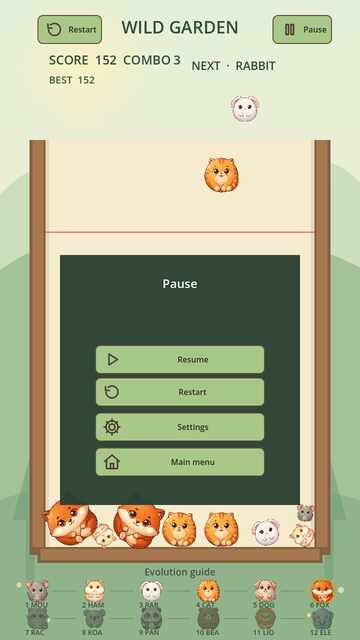 Restart
WILD GARDEN
Pause
SCORE 152 COMBO 3
NEXT · RABBIT
BEST 152
Pause
Resume
Restart
Settings
Main menu
Evolution guide
1 MOU 2 HAM 3 RAB 4 CAT 5 DOG 6 FOX
7 RAC 8 KOA 9 PAN 10 BEA 11 LIO 12 ELE